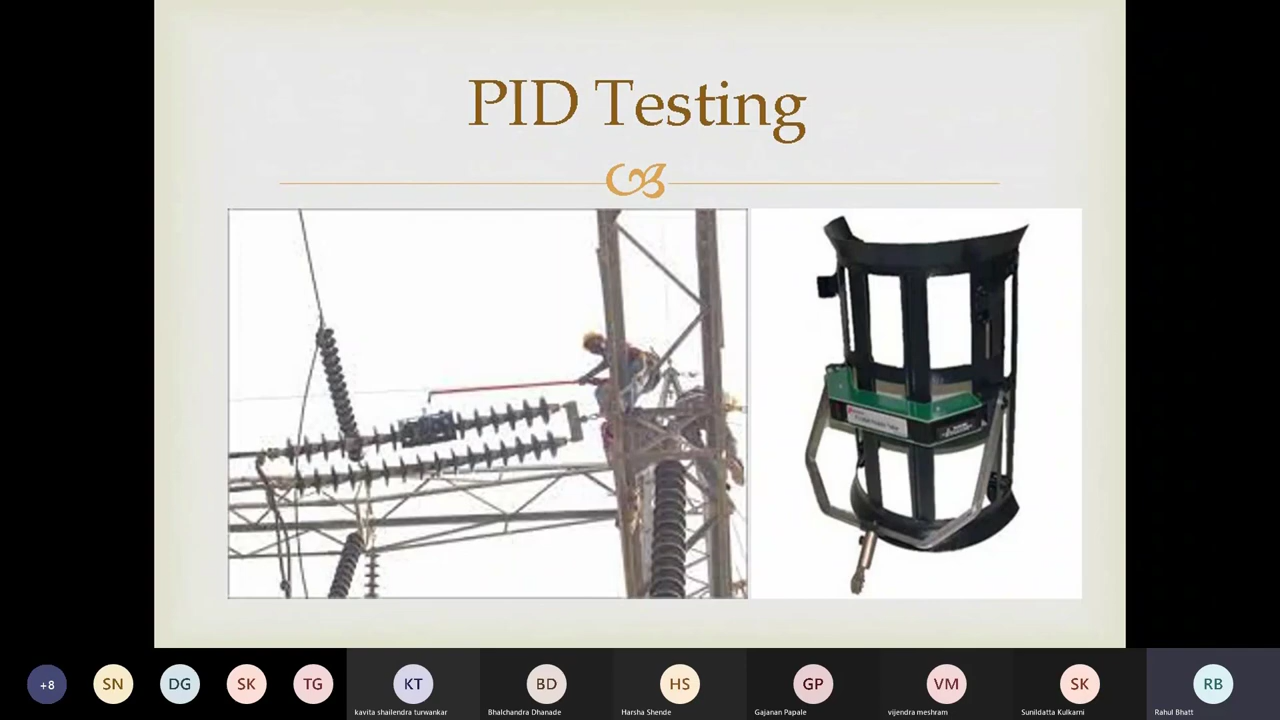 PID Testing
+8
SN
DG
SK
TG
KT
BD
HS
GP
VM
SK
RB
kavita shailendra turwankar
Bhalchandra Dhanade
Harsha Shende
Gajanan Papale
vijendra meshram
Sunildatta Kulkarni
Rahul Bhatt